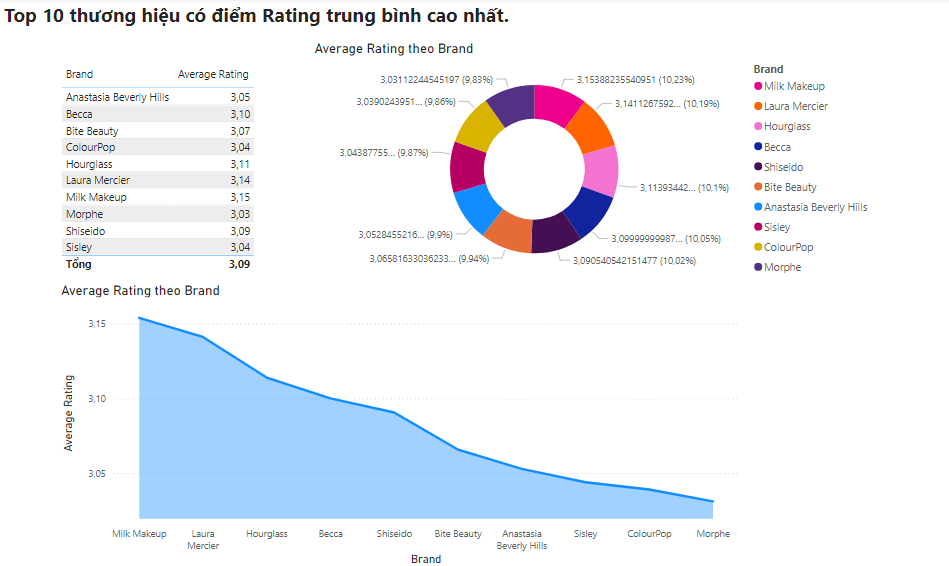 Top 10 thương hiệu có điểm Rating trung bình cao nhất.
Average Rating theo Brand
Brand Average Rating
Anastasia Beverly Hills 3,05
Becca 3,10
Bite Beauty 3,07
ColourPop 3,04
Hourglass 3,11
Laura Mercier 3,14
Milk Makeup 3,15
Morphe 3,03
Shiseido 3,09
Sisley 3,04
Tổng 3,09
3,15388235540951 (10,23%)
3,1411267592... (10,19%)
3,11393442... (10,1%)
3,09999999987... (10,05%)
3,090540542151477 (10,02%)
3,06581633036233... (9,94%)
3,0528455216... (9,9%)
3,04387755... (9,87%)
3,0390243951... (9,86%)
3,03112244545197 (9,83%)
Brand
Milk Makeup
Laura Mercier
Hourglass
Becca
Shiseido
Bite Beauty
Anastasia Beverly Hills
Sisley
ColourPop
Morphe
Average Rating theo Brand
Average Rating
3,15
3,10
3,05
Milk Makeup
Laura
Mercier
Hourglass
Becca
Shiseido
Bite Beauty
Anastasia
Beverly Hills
Sisley
ColourPop
Morphe
Brand